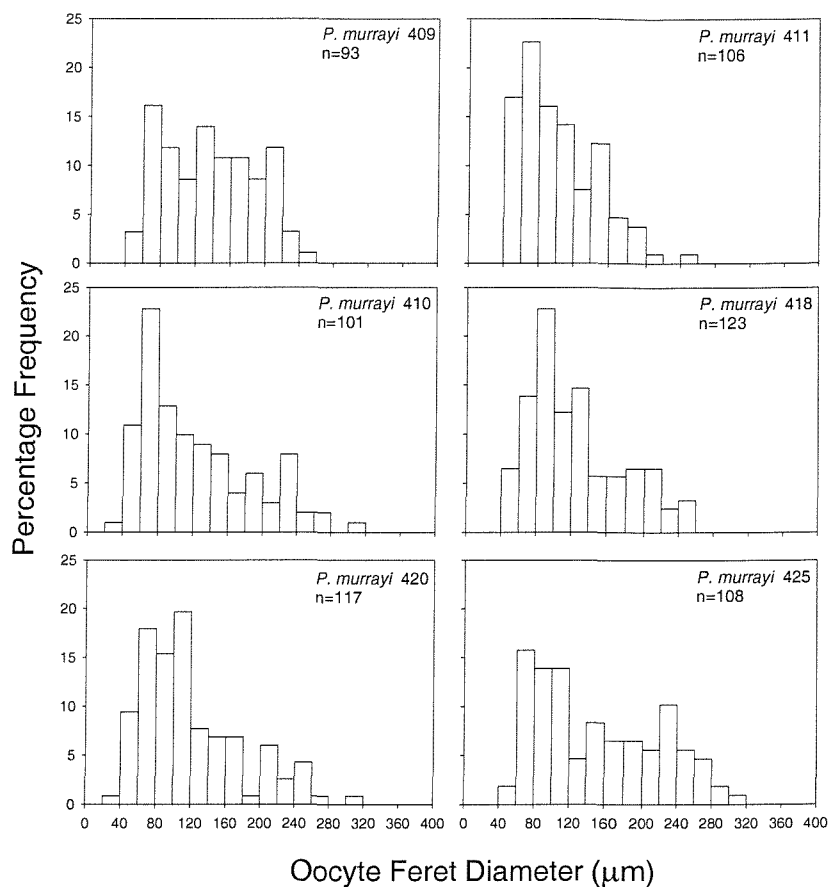 25
20
15
10
5
0
P. murrayi 409
n=93
P. murrayi 411
n=106
Percentage Frequency
25
20
15
10
5
0
P. murrayi 410
n=101
P. murrayi 418
n=123
25
20
15
10
5
0
P. murrayi 420
n=117
P. murrayi 425
n=108
0 40 80 120 160 200 240 280 320 360 400
0 40 80 120 160 200 240 280 320 360 400
Oocyte Feret Diameter (μm)